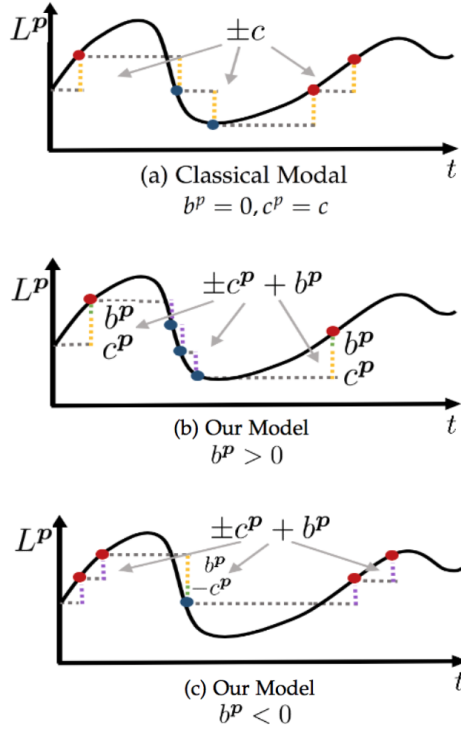 L^p
±c
t
(a) Classical Modal
b^p = 0, c^p = c
L^p
±c^p + b^p
b^p
c^p
b^p
c^p
t
(b) Our Model
b^p > 0
L^p
±c^p + b^p
b^p
−c^p
t
(c) Our Model
b^p < 0